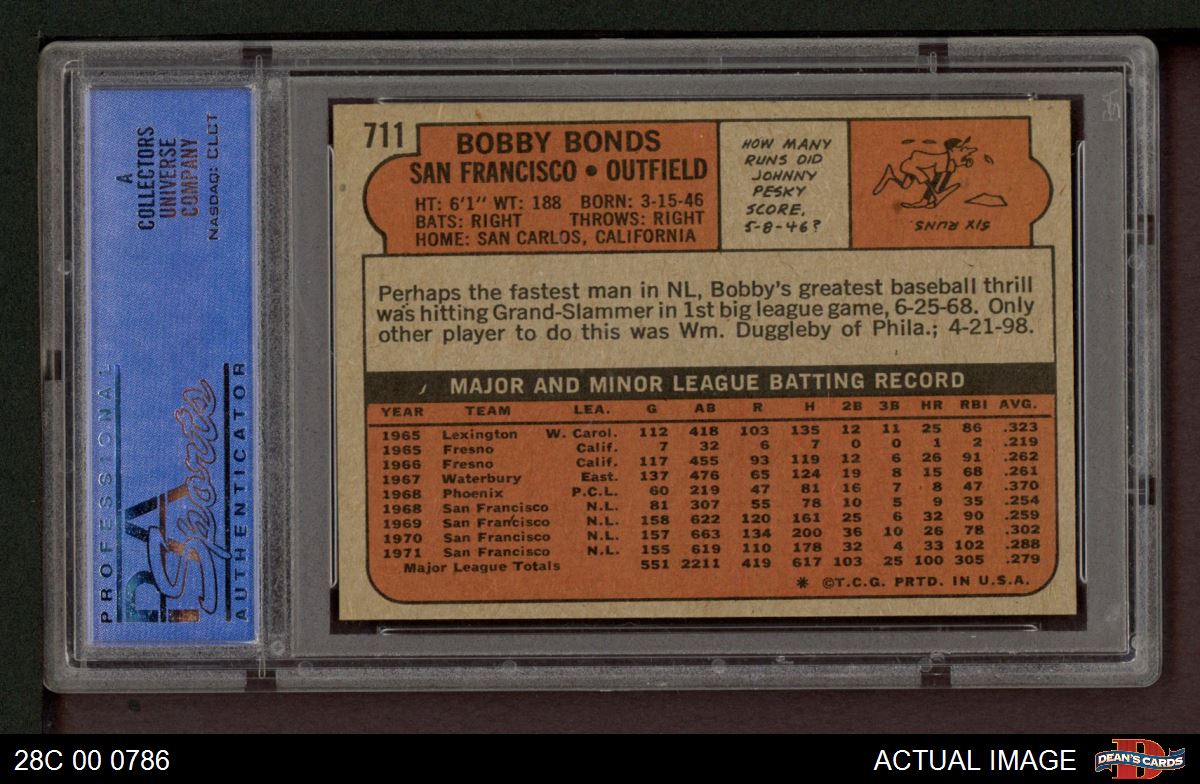 A
COLLECTORS
UNIVERSE
COMPANY
NASDAQ: CLCT
PROFESSIONAL
PSA
Sports
AUTHENTICATOR
711
BOBBY BONDS
SAN FRANCISCO • OUTFIELD
HT: 6'1" WT: 188 BORN: 3-15-46
BATS: RIGHT THROWS: RIGHT
HOME: SAN CARLOS, CALIFORNIA
HOW MANY
RUNS DID
JOHNNY
PESKY
SCORE,
5-8-46?
SIX RUNS
Perhaps the fastest man in NL, Bobby's greatest baseball thrill
was hitting Grand-Slammer in 1st big league game, 6-25-68. Only
other player to do this was Wm. Duggleby of Phila.; 4-21-98.
MAJOR AND MINOR LEAGUE BATTING RECORD
YEAR TEAM LEA. G AB R H 2B 3B HR RBI AVG.
1965 Lexington W. Carol. 112 418 103 135 12 11 25 86 .323
1965 Fresno Calif. 7 32 6 7 0 0 1 2 .219
1966 Fresno Calif. 117 455 93 119 12 6 26 91 .262
1967 Waterbury East. 137 476 65 124 19 8 15 68 .261
1968 Phoenix P.C.L. 60 219 47 81 16 7 8 47 .370
1968 San Francisco N.L. 81 307 55 78 10 5 9 35 .254
1969 San Francisco N.L. 158 622 120 161 25 6 32 90 .259
1970 San Francisco N.L. 157 663 134 200 36 10 26 78 .302
1971 San Francisco N.L. 155 619 110 178 32 4 33 102 .288
Major League Totals 551 2211 419 617 103 25 100 305 .279
* ©T.C.G. PRTD. IN U.S.A.
28C 00 0786
ACTUAL IMAGE
D
DEAN'S CARDS